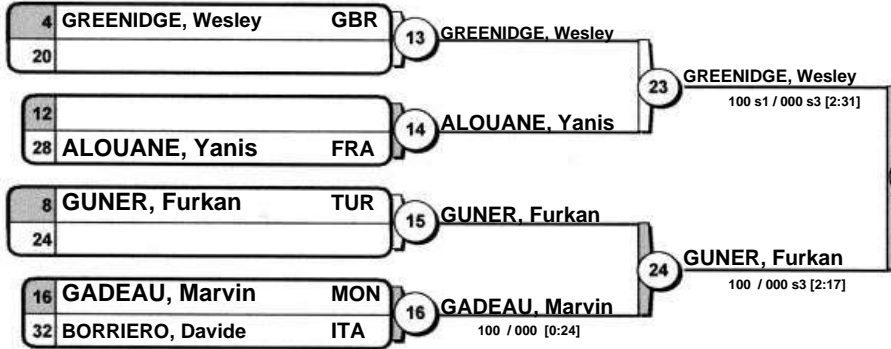 4 GREENIDGE, Wesley GBR
20
13
GREENIDGE, Wesley
12
28 ALOUANE, Yanis FRA
14
ALOUANE, Yanis
23
GREENIDGE, Wesley
100 s1 / 000 s3 [2:31]
8 GUNER, Furkan TUR
24
15
GUNER, Furkan
16 GADEAU, Marvin MON
32 BORRIERO, Davide ITA
16
GADEAU, Marvin
100 / 000 [0:24]
24
GUNER, Furkan
100 / 000 s3 [2:17]